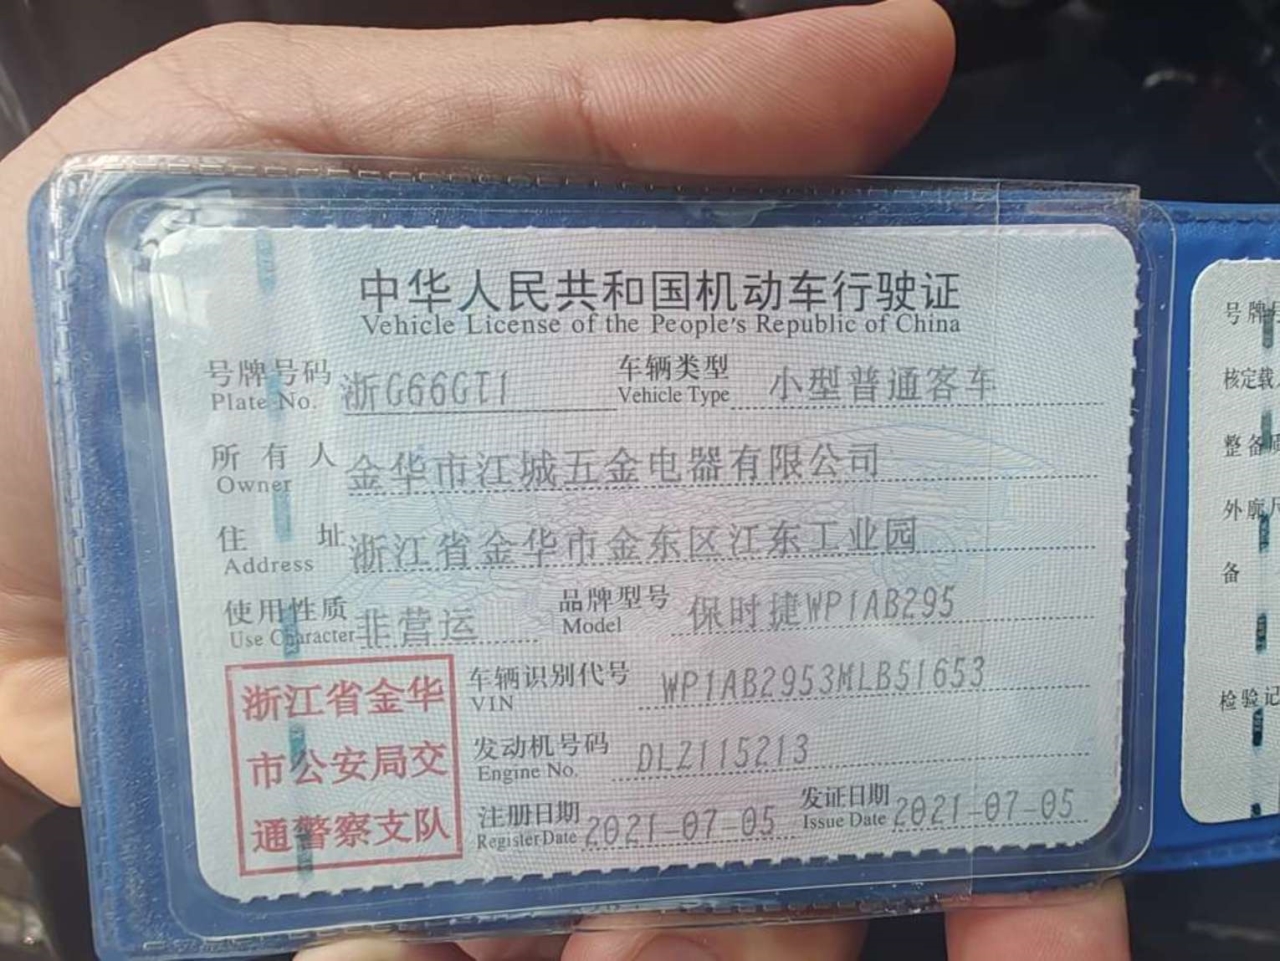 中华人民共和国机动车行驶证
Vehicle License of the People's Republic of China
号牌号码 浙G66GT1 车辆类型 小型普通客车
Plate No. Vehicle Type
所有人 金华市江城五金电器有限公司
Owner
住址 浙江省金华市金东区江东工业园
Address
使用性质 非营运 品牌型号 保时捷WP1AB295
Use Character Model
浙江省金华
市公安局交
通警察支队
车辆识别代号 WP1AB2953MLB51653
VIN
发动机号码 DLZ115213
Engine No.
注册日期 2021-07-05 发证日期 2021-07-05
Register Date Issue Date
号牌
核定载
整备
外廓
备
检验记